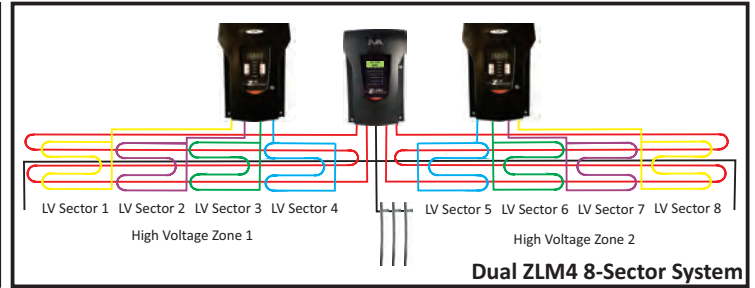 JVA
LV Sector 1 LV Sector 2 LV Sector 3 LV Sector 4 LV Sector 5 LV Sector 6 LV Sector 7 LV Sector 8
High Voltage Zone 1 High Voltage Zone 2
Dual ZLM4 8-Sector System